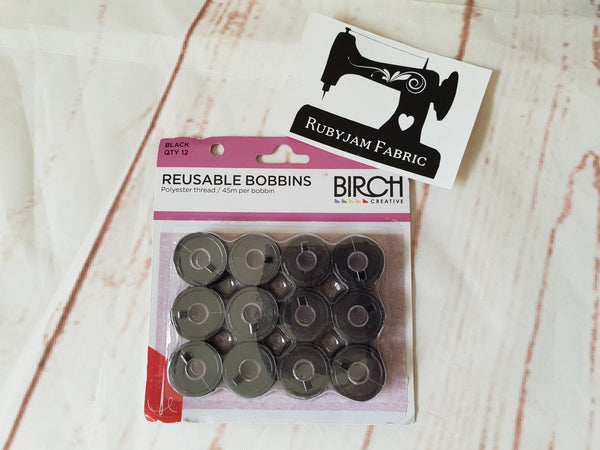 RUBYJAM FABRIC
BLACK
QTY 12
REUSABLE BOBBINS
Polyester thread / 45m per bobbin
BIRCH
CREATIVE